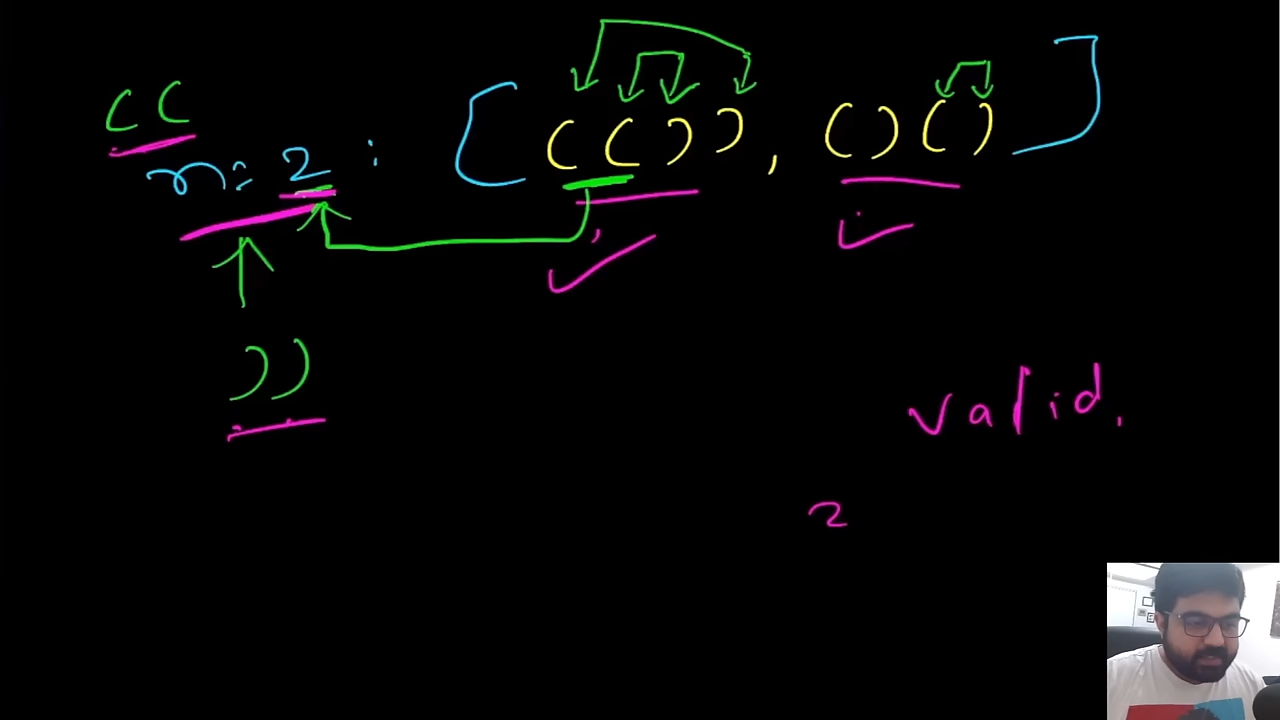 ((
n = 2 : [ (()) , ()() ]
))
valid.
2